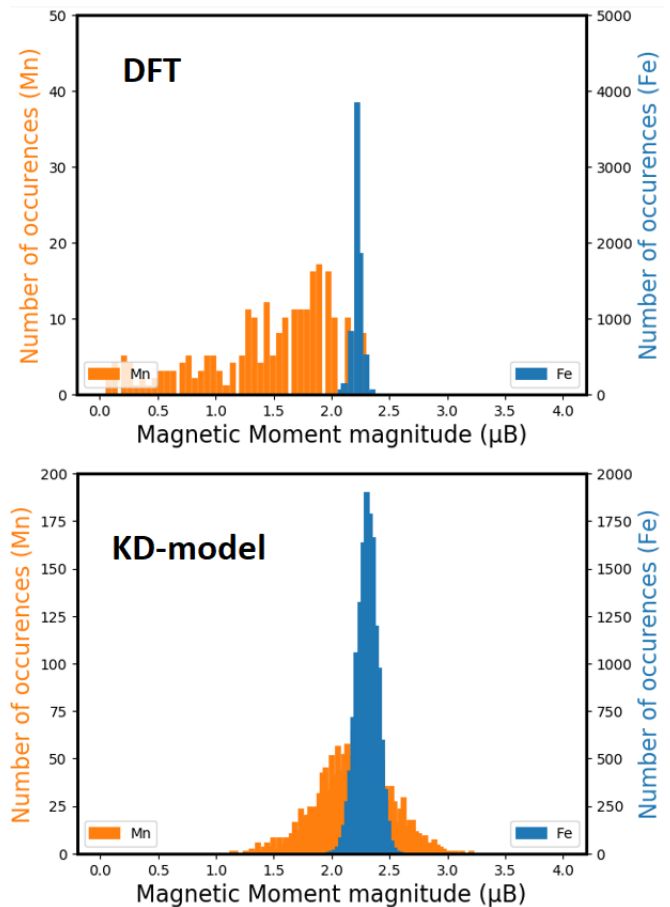 DFT
Number of occurences (Mn)
50
40
30
20
10
0
Number of occurences (Fe)
5000
4000
3000
2000
1000
0
Mn
Fe
0.0 0.5 1.0 1.5 2.0 2.5 3.0 3.5 4.0
Magnetic Moment magnitude (μB)
KD-model
Number of occurences (Mn)
200
175
150
125
100
75
50
25
0
Number of occurences (Fe)
2000
1750
1500
1250
1000
750
500
250
0
Mn
Fe
0.0 0.5 1.0 1.5 2.0 2.5 3.0 3.5 4.0
Magnetic Moment magnitude (μB)